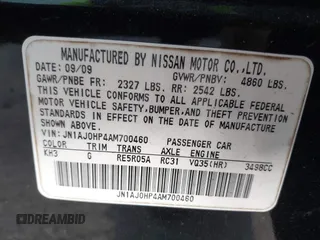 MANUFACTURED BY NISSAN MOTOR CO.,LTD.
DATE: 09/09 GVWR/PNBV: 4860 LBS.
GAWR/PNBE FR: 2327 LBS. RR: 2542 LBS.
THIS VEHICLE CONFORMS TO ALL APPLICABLE FEDERAL
MOTOR VEHICLE SAFETY, BUMPER, AND THEFT PREVENTION
STANDARDS IN EFFECT ON THE DATE OF MANUFACTURE
SHOWN ABOVE.
VIN: JN1AJ0HP4AM700460 PASSENGER CAR
COLOR TRIM TRANS AXLE ENGINE
KH3 G RE5R05A RC31 VQ35(HR) 3498CC
JN1AJ0HP4AM700460
DREAMBID